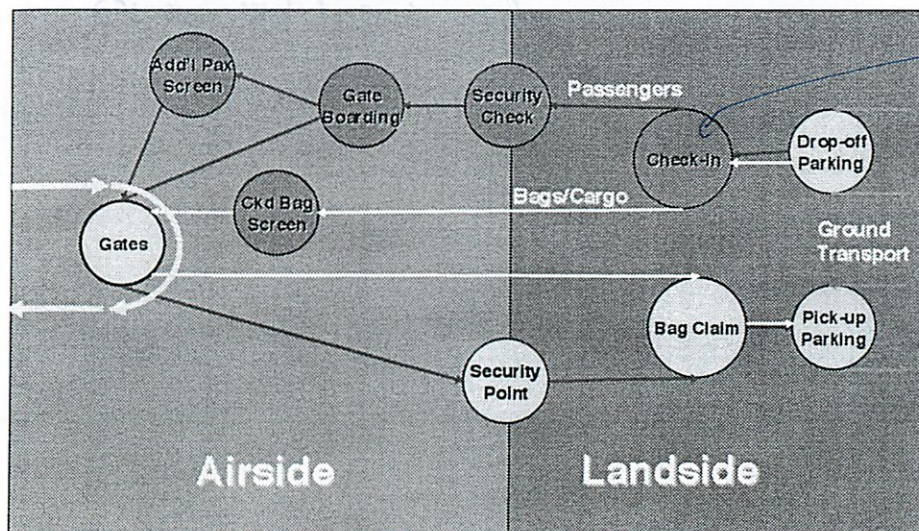 Add'l Pax
Screen
Gate
Boarding
Security
Check
Passengers
Check-In
Drop-off
Parking
Bags/Cargo
Ckd Bag
Screen
Gates
Ground
Transport
Bag Claim
Pick-up
Parking
Security
Point
Airside
Landside